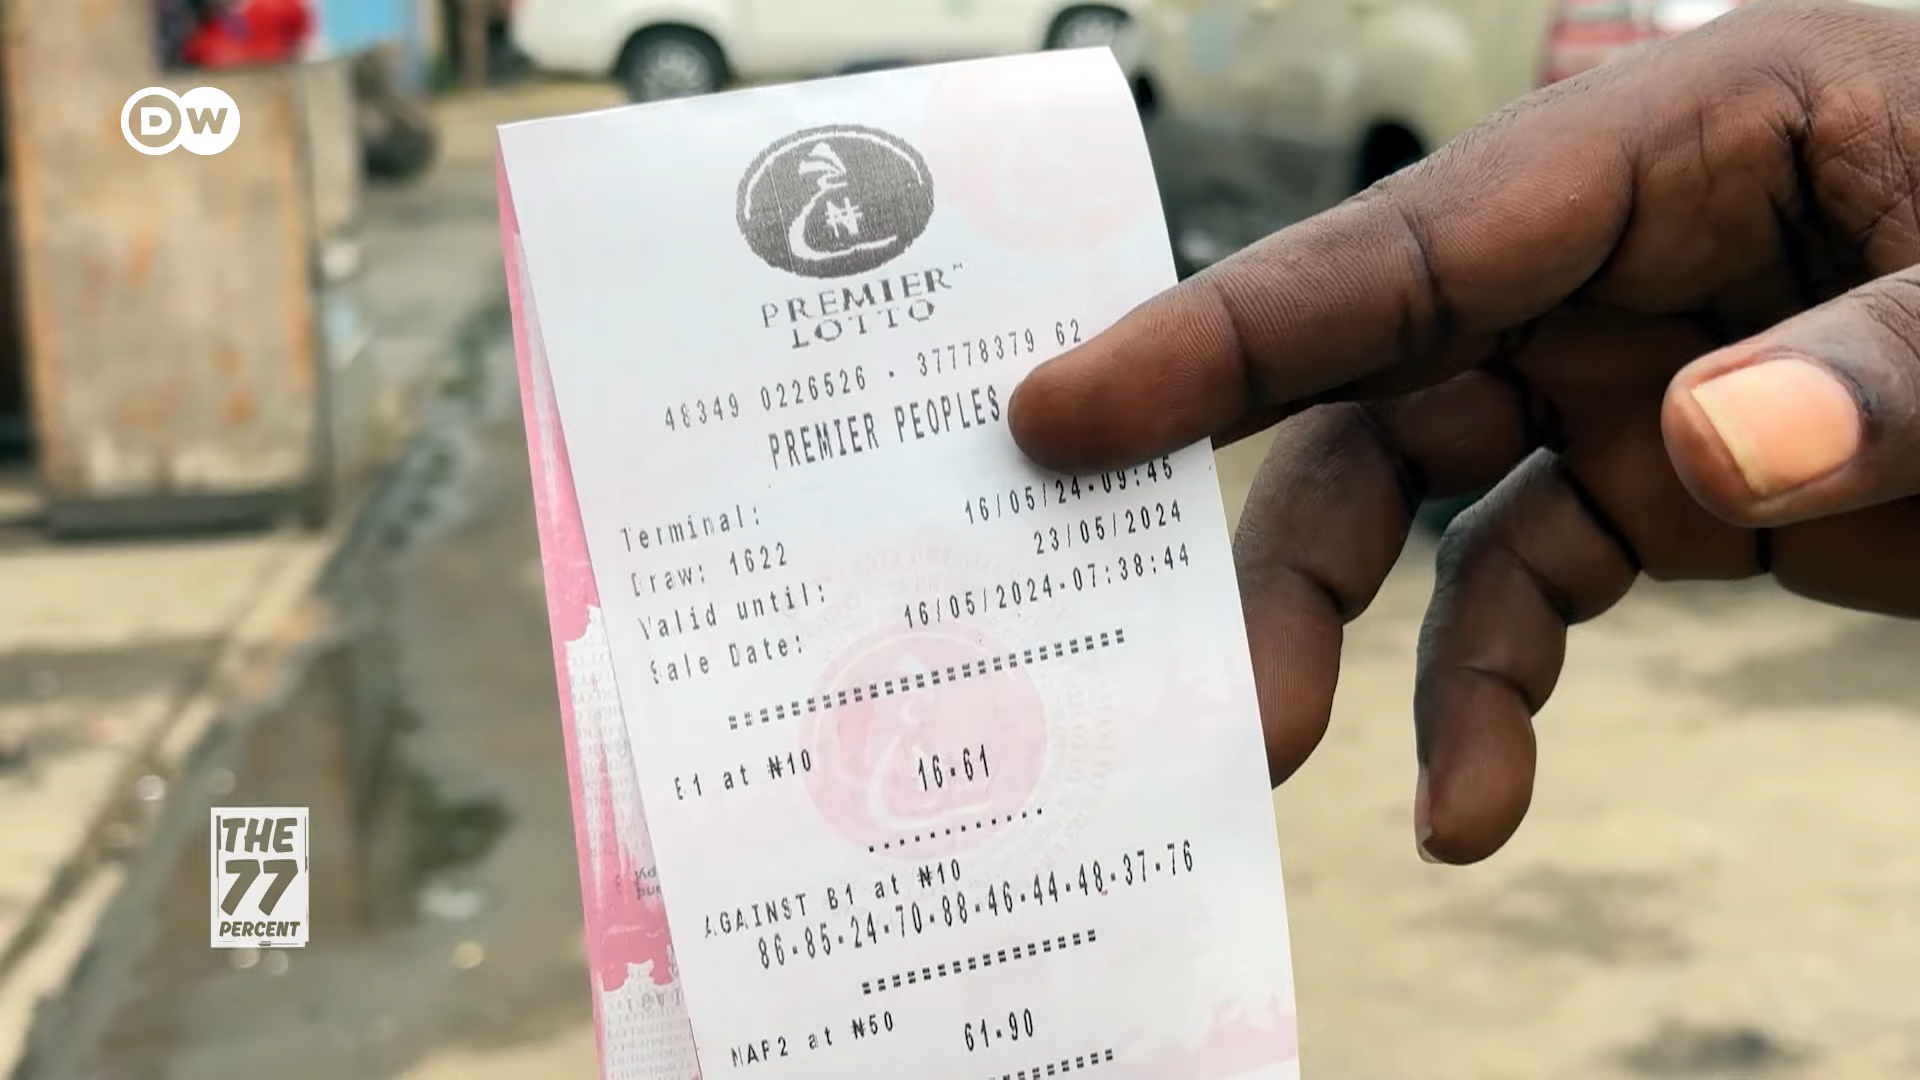 DW
₦
PREMIER™
LOTTO
48349 0226526 - 37778379 62
PREMIER PEOPLES
Terminal: 16/05/24-09:45
Draw: 1622 23/05/2024
Valid until: 16/05/2024-07:38:44
Sale Date:
==========================
B1 at ₦10 16-61
...........
AGAINST B1 at ₦10
86-85-24-70-88-46-44-48-37-76
================
NAP2 at ₦50 61-90
THE
77
PERCENT